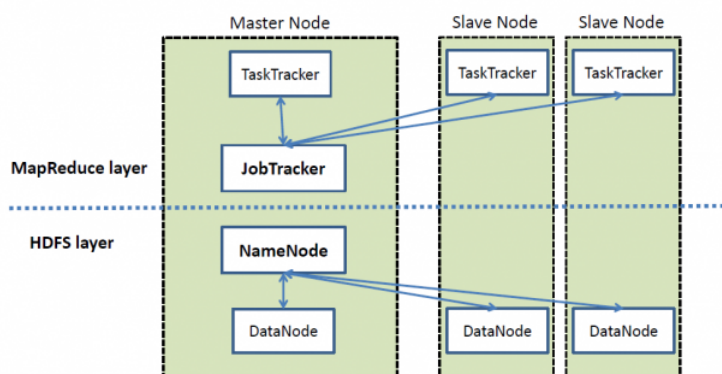 Master Node
Slave Node
Slave Node
TaskTracker
TaskTracker
TaskTracker
MapReduce layer
JobTracker
HDFS layer
NameNode
DataNode
DataNode
DataNode